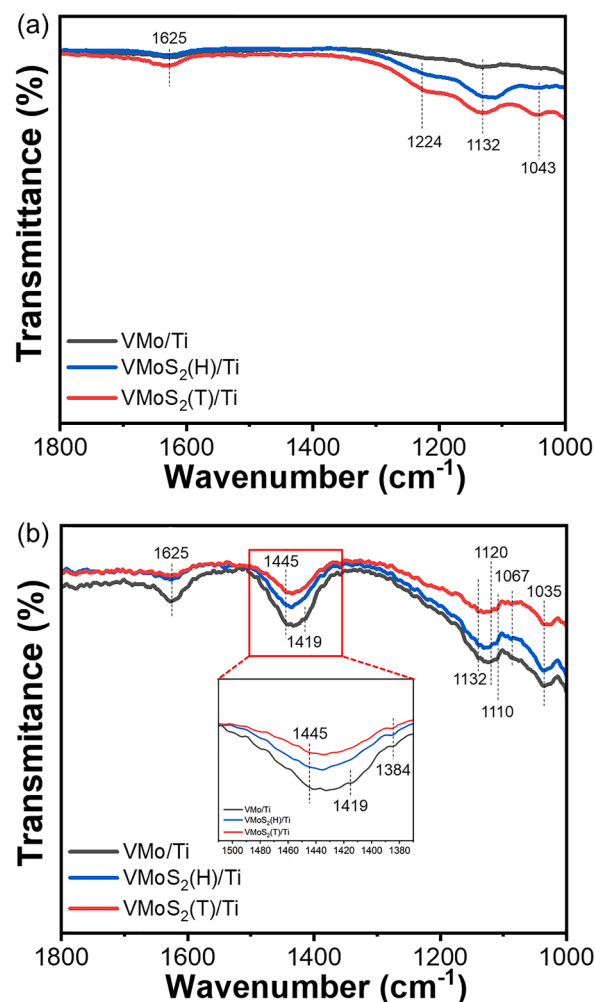 (a)
1625
1224
1132
1043
Transmittance (%)
VMo/Ti
VMoS₂(H)/Ti
VMoS₂(T)/Ti
1800 1600 1400 1200 1000
Wavenumber (cm⁻¹)
(b)
1625
1445
1419
1120
1067
1035
1132
1110
Transmittance (%)
1445
1419
1384
VMo/Ti
VMoS₂(H)/Ti
VMoS₂(T)/Ti
1500 1480 1460 1440 1420 1400 1380
VMo/Ti
VMoS₂(H)/Ti
VMoS₂(T)/Ti
1800 1600 1400 1200 1000
Wavenumber (cm⁻¹)